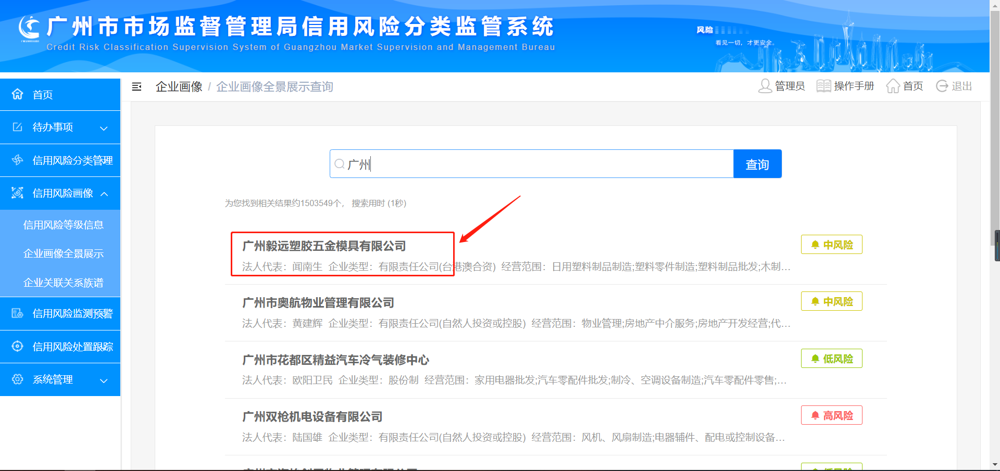 广州市市场监督管理局信用风险分类监管系统
Credit Risk Classification Supervision System of Guangzhou Market Supervision and Management Bureau
风险
看见一切，才更安全。
首页
待办事项
信用风险分类管理
信用风险画像
信用风险等级信息
企业画像全景展示
企业关联关系族谱
信用风险监测预警
信用风险处置跟踪
系统管理
企业画像 / 企业画像全景展示查询
管理员 操作手册 首页 退出
广州 查询
为您找到相关结果约1503549个， 搜索用时 (1秒)
广州毅远塑胶五金模具有限公司 中风险
法人代表：闻南生 企业类型：有限责任公司(台港澳合资) 经营范围：日用塑料制品制造;塑料零件制造;塑料制品批发;木制...
广州市奥航物业管理有限公司 中风险
法人代表：黄建辉 企业类型：有限责任公司(自然人投资或控股) 经营范围：物业管理;房地产中介服务;房地产开发经营;代...
广州市花都区精益汽车冷气装修中心 低风险
法人代表：欧阳卫民 企业类型：股份制 经营范围：家用电器批发;汽车零配件批发;制冷、空调设备制造;汽车零配件零售;...
广州双枪机电设备有限公司 高风险
法人代表：陆国雄 企业类型：有限责任公司(自然人投资或控股) 经营范围：风机、风扇制造;电器辅件、配电或控制设备...